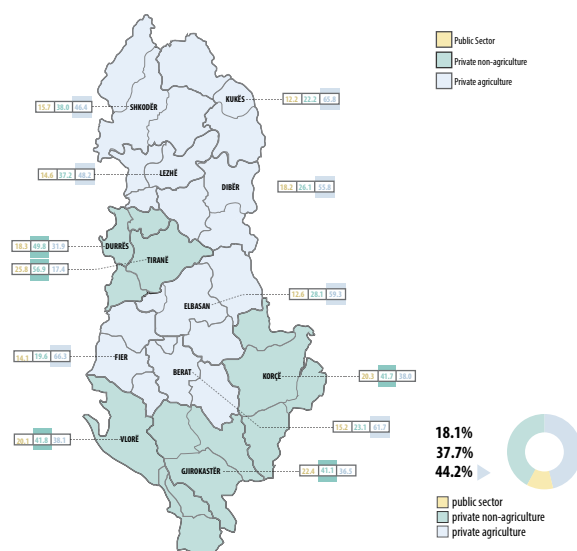 Public Sector
Private non-agriculture
Private agriculture
15.7 38.0 46.4
SHKODËR
KUKËS
12.2 22.2 65.8
14.6 37.2 48.2
LEZHË
DIBËR
18.2 26.1 55.8
18.3 49.8 31.9
DURRËS
25.8 56.9 17.4
TIRANË
ELBASAN
12.6 28.1 59.3
14.1 19.6 66.3
FIER
BERAT
KORÇË
20.3 41.7 38.0
15.2 23.1 61.7
20.1 41.8 38.1
VLORË
GJIROKASTËR
22.4 41.1 36.5
18.1%
37.7%
44.2%
public sector
private non-agriculture
private agriculture